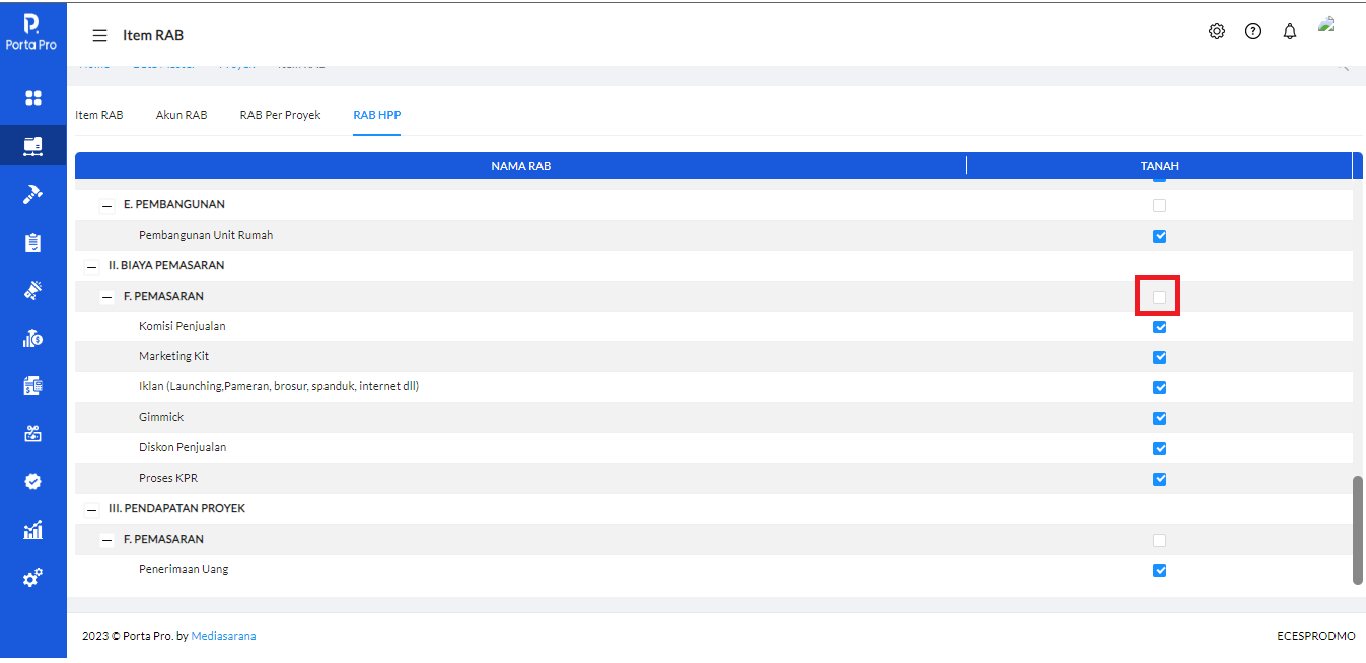 P.
Porta Pro
Item RAB
Item RAB Akun RAB RAB Per Proyek RAB HPP
NAMA RAB TANAH
E. PEMBANGUNAN
Pembangunan Unit Rumah
II. BIAYA PEMASARAN
F. PEMASARAN
Komisi Penjualan
Marketing Kit
Iklan (Launching,Pameran, brosur, spanduk, internet dll)
Gimmick
Diskon Penjualan
Proses KPR
III. PENDAPATAN PROYEK
F. PEMASARAN
Penerimaan Uang
2023 © Porta Pro. by Mediasarana
ECESPRODMO